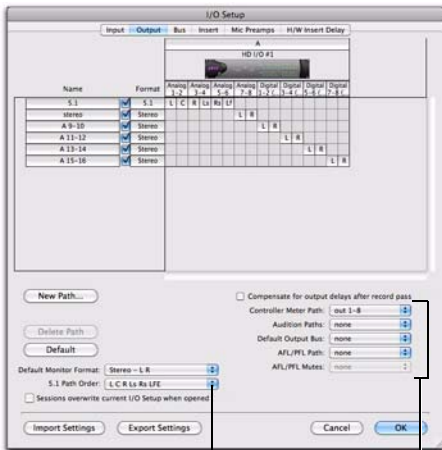 I/O Setup
Input Output Bus Insert Mic Preamps H/W Insert Delay
A
HD I/O #1
Name Format Analog 1-2 Analog 3-4 Analog 5-6 Analog 7-8 Digital 1-2 (... Digital 3-4 (... Digital 5-6 (... Digital 7-8 (...
5.1 5.1 L C R Ls Rs Lf
stereo Stereo L R
A 9-10 Stereo L R
A 11-12 Stereo L R
A 13-14 Stereo L R
A 15-16 Stereo L R
New Path... Compensate for output delays after record pass
Controller Meter Path: out 1-8
Delete Path Audition Paths: none
Default Default Output Bus: none
AFL/PFL Path: none
Default Monitor Format: Stereo - L R AFL/PFL Mutes: none
5.1 Path Order: L C R Ls Rs LFE
Sessions overwrite current I/O Setup when opened
Import Settings Export Settings Cancel OK